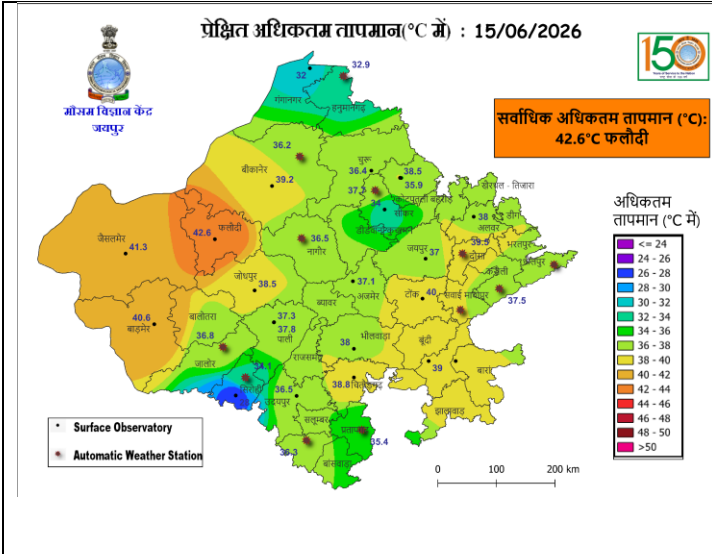 प्रेक्षित अधिकतम तापमान(°C में) : 15/06/2026
मौसम विज्ञान केंद्र
जयपुर
150
सर्वाधिक अधिकतम तापमान (°C):
42.6°C फलौदी
32
32.9
गंगानगर
हनुमानगढ़
36.2
बीकानेर
39.2
चुरू
36.4
38.5
35.9
37.3
कोटपूतली बहरोड़
34
सीकर
खैरथल - तिजारा
38
अलवर
डीग
भरतपुर
जैसलमेर
41.3
42.6
फलोदी
36.5
नागौर
जयपुर
37
39.5
दौसा
करौली
सवाई माधोपुर
37.5
जोधपुर
38.5
37.1
अजमेर
ब्यावर
टोंक
40
40.6
बाड़मेर
बालोतरा
37.3
37.8
पाली
36.8
जालोर
राजसमंद
भीलवाड़ा
38
बूंदी
39
बारां
34.1
सिरोही
36.5
उदयपुर
38.8
चित्तौड़गढ़
झालावाड़
सलूम्बर
प्रतापगढ़
35.4
36.3
बांसवाड़ा
अधिकतम
तापमान (°C में)
<= 24
24 - 26
26 - 28
28 - 30
30 - 32
32 - 34
34 - 36
36 - 38
38 - 40
40 - 42
42 - 44
44 - 46
46 - 48
48 - 50
>50
Surface Observatory
Automatic Weather Station
0 100 200 km